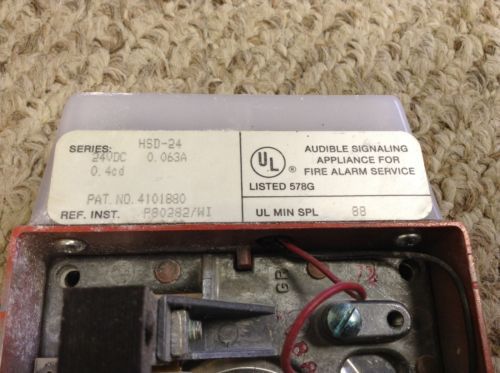 SERIES: HSD-24
24VDC 0.063A
0.4cd
PAT NO. 4101880
REF. INST. P80282/WI
UL ®
LISTED 578G
AUDIBLE SIGNALING
APPLIANCE FOR
FIRE ALARM SERVICE
UL MIN SPL 88